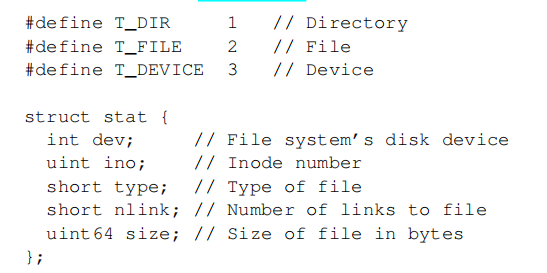 #define T_DIR     1   // Directory
#define T_FILE    2   // File
#define T_DEVICE  3   // Device
struct stat {
  int dev;     // File system’s disk device
  uint ino;    // Inode number
  short type;  // Type of file
  short nlink; // Number of links to file
  uint64 size; // Size of file in bytes
};